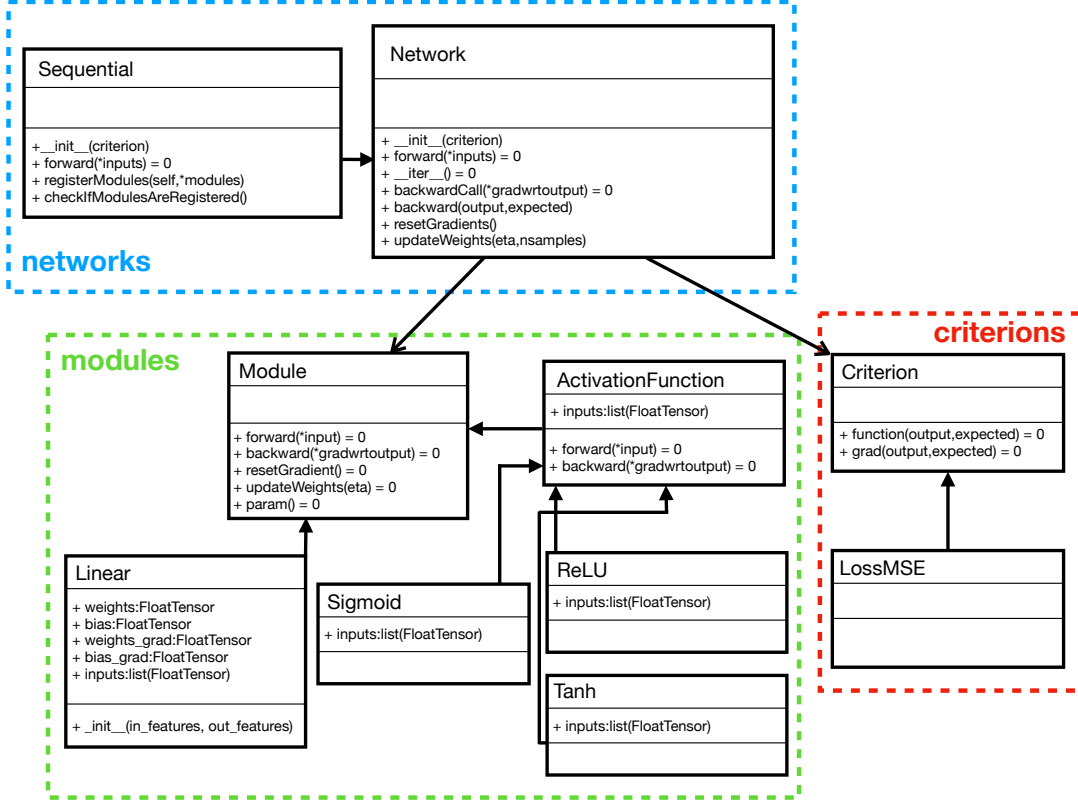 Sequential
+__init__(criterion)
+ forward(*inputs) = 0
+ registerModules(self,*modules)
+ checkIfModulesAreRegistered()
Network
+ __init__(criterion)
+ forward(*inputs) = 0
+ __iter__() = 0
+ backwardCall(*gradwrtoutput) = 0
+ backward(output,expected)
+ resetGradients()
+ updateWeights(eta,nsamples)
networks
modules
Module
+ forward(*input) = 0
+ backward(*gradwrtoutput) = 0
+ resetGradient() = 0
+ updateWeights(eta) = 0
+ param() = 0
ActivationFunction
+ inputs:list(FloatTensor)
+ forward(*input) = 0
+ backward(*gradwrtoutput) = 0
criterions
Criterion
+ function(output,expected) = 0
+ grad(output,expected) = 0
Linear
+ weights:FloatTensor
+ bias:FloatTensor
+ weights_grad:FloatTensor
+ bias_grad:FloatTensor
+ inputs:list(FloatTensor)
+ _init__(in_features, out_features)
Sigmoid
+ inputs:list(FloatTensor)
ReLU
+ inputs:list(FloatTensor)
Tanh
+ inputs:list(FloatTensor)
LossMSE